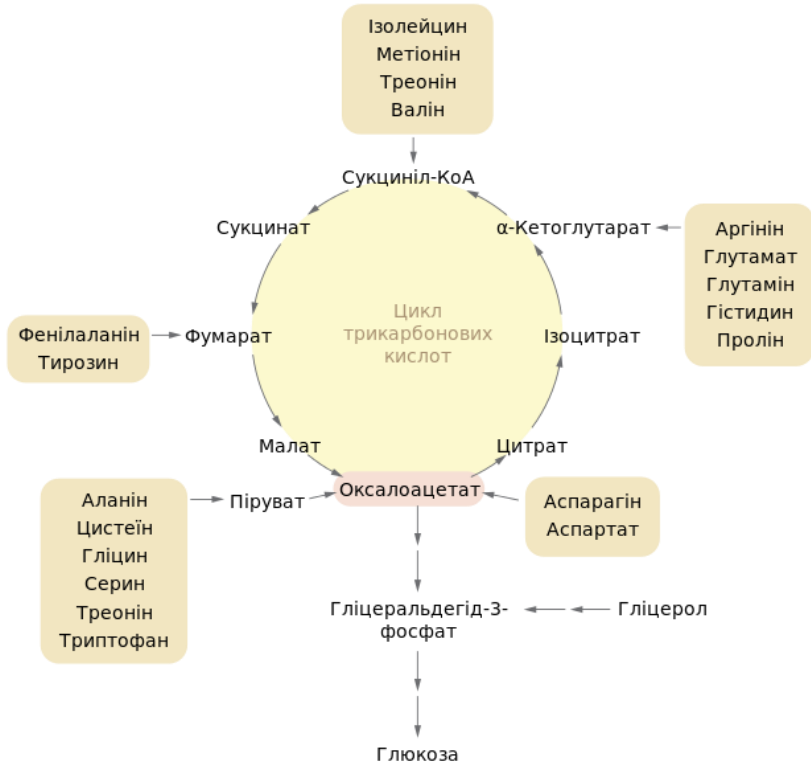 Ізолейцин
Метіонін
Треонін
Валін
Сукциніл-КоА
Сукцинат
α-Кетоглутарат
Аргінін
Глутамат
Глутамін
Гістидин
Пролін
Цикл
трикарбонових
кислот
Фенілаланін
Тирозин
Фумарат
Ізоцитрат
Малат
Цитрат
Аланін
Цистеїн
Гліцин
Серин
Треонін
Триптофан
Піруват
Оксалоацетат
Аспарагін
Аспартат
Гліцеральдегід-3-
фосфат
Гліцерол
Глюкоза